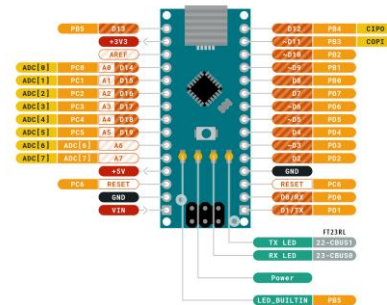 PB5 D13 ~D12 PB4 CIPO
+3V3 ~D11 PB3 COPI
AREF ~D10 PB2
ADC[0] PC0 A0 D14 ~D9 PB1
ADC[1] PC1 A1 D15 D8 PB0
ADC[2] PC2 A2 D16 D7 PD7
ADC[3] PC3 A3 D17 ~D6 PD6
ADC[4] PC4 A4 D18 ~D5 PD5
ADC[5] PC5 A5 D19 D4 PD4
ADC[6] ADC[6] A6 ~D3 PD3
ADC[7] ADC[7] A7 D2 PD2
+5V GND
PC6 RESET RESET PC6
GND D0/RX PD0
VIN D1/TX PD1
FT23RL
TX LED 22-CBUS1
RX LED 23-CBUS0
Power
LED_BUILTIN PB5